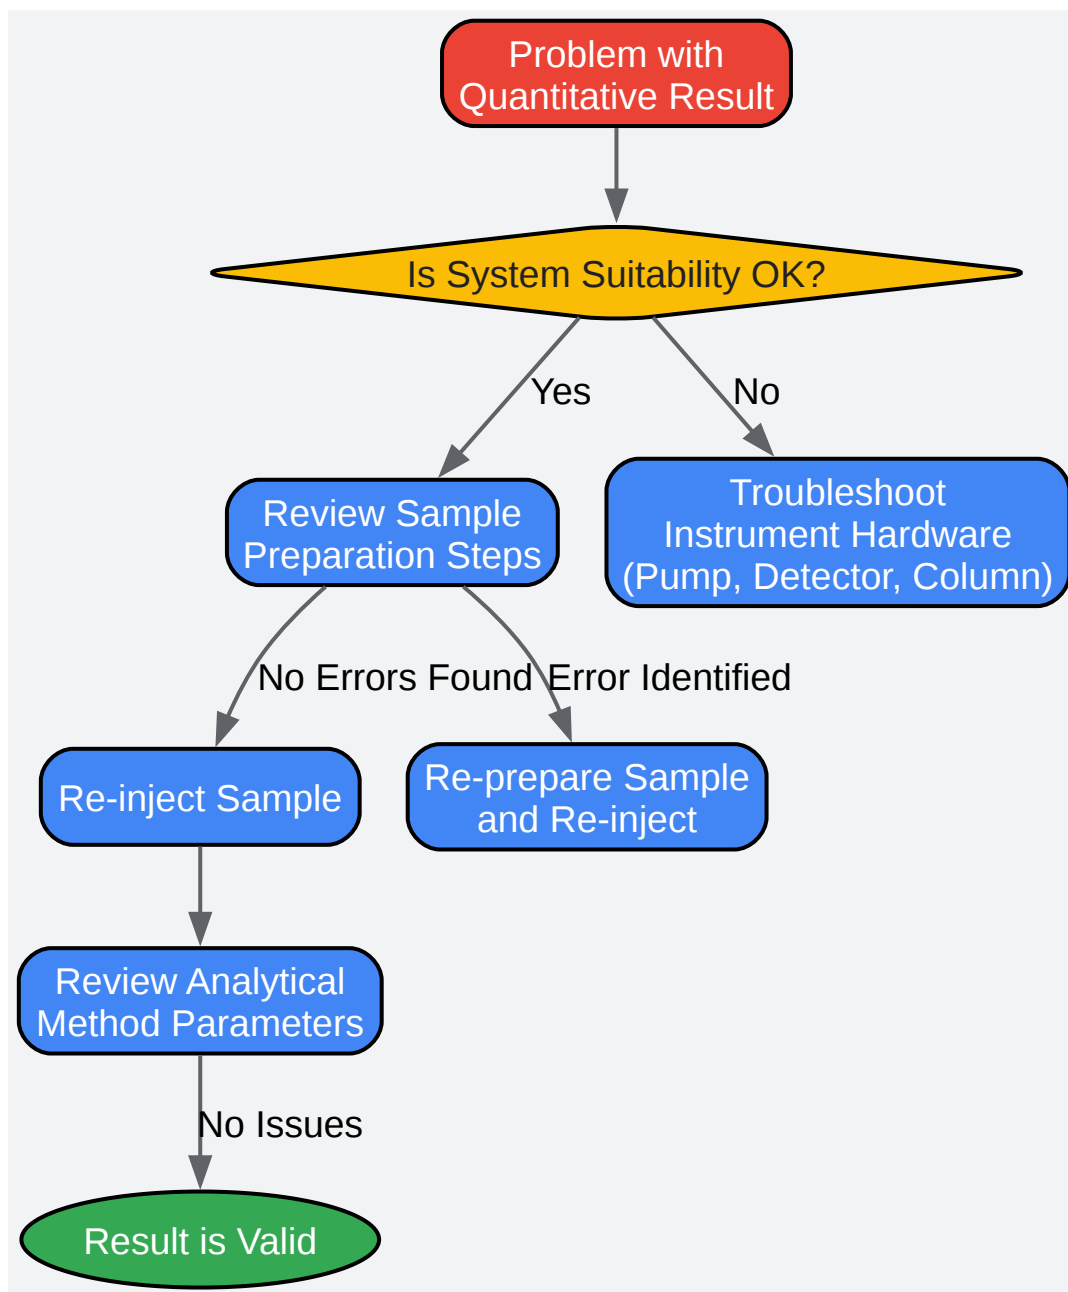 Problem with
Quantitative Result
Is System Suitability OK?
Yes
No
Review Sample
Preparation Steps
Troubleshoot
Instrument Hardware
(Pump, Detector, Column)
No Errors Found
Error Identified
Re-inject Sample
Re-prepare Sample
and Re-inject
Review Analytical
Method Parameters
No Issues
Result is Valid